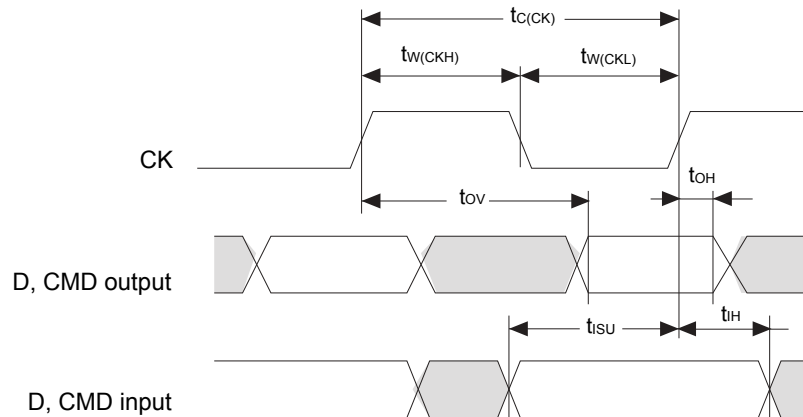 tC(CK)
tW(CKH) tW(CKL)
CK
tOV tOH
D, CMD output
tISU tIH
D, CMD input